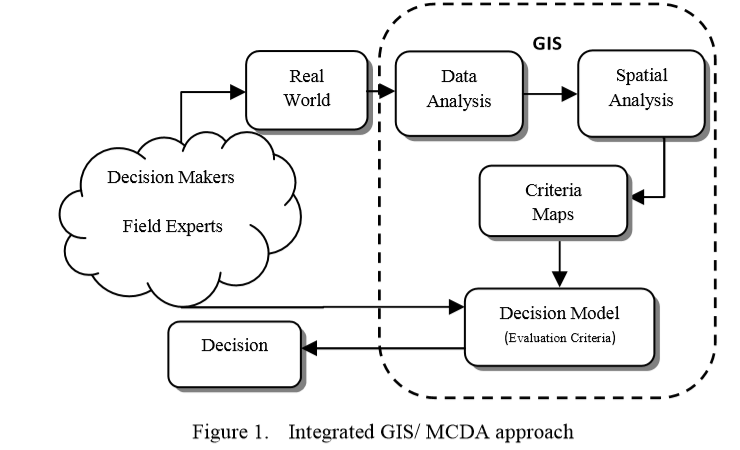 GIS
Real
World
Data
Analysis
Spatial
Analysis
Decision Makers
Field Experts
Criteria
Maps
Decision Model
(Evaluation Criteria)
Decision
Figure 1. Integrated GIS/ MCDA approach